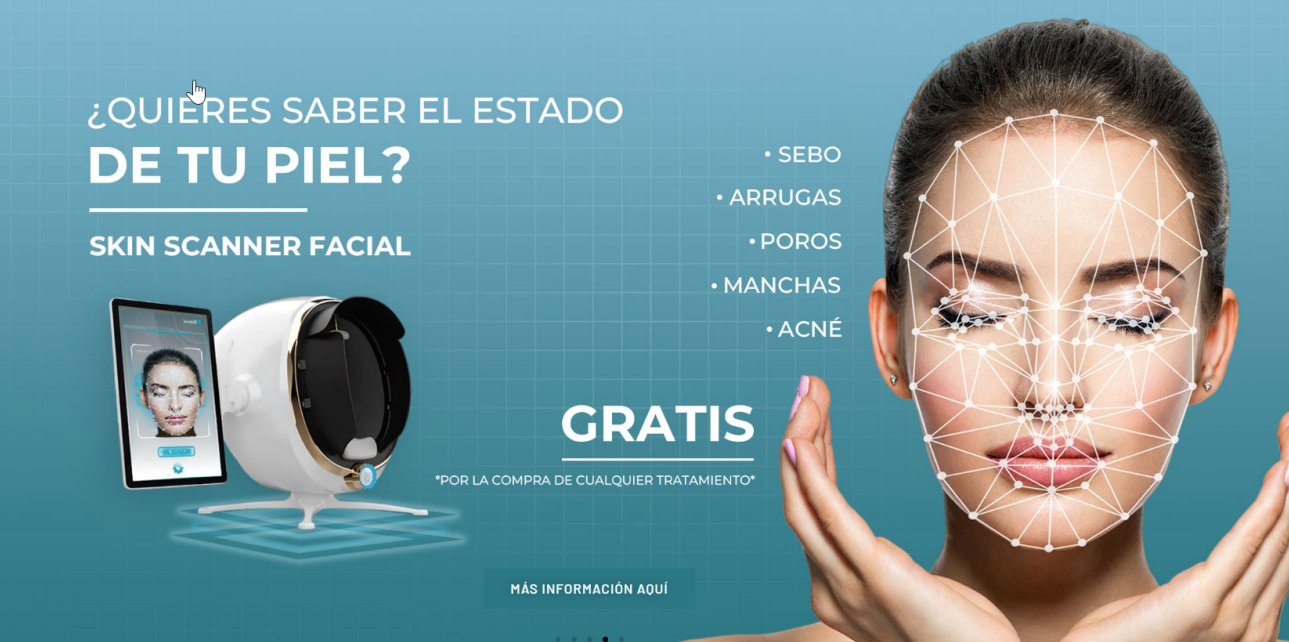 ¿QUIERES SABER EL ESTADO
DE TU PIEL?
SKIN SCANNER FACIAL
• SEBO
• ARRUGAS
• POROS
• MANCHAS
• ACNÉ
GRATIS
*POR LA COMPRA DE CUALQUIER TRATAMIENTO*
MÁS INFORMACIÓN AQUÍ